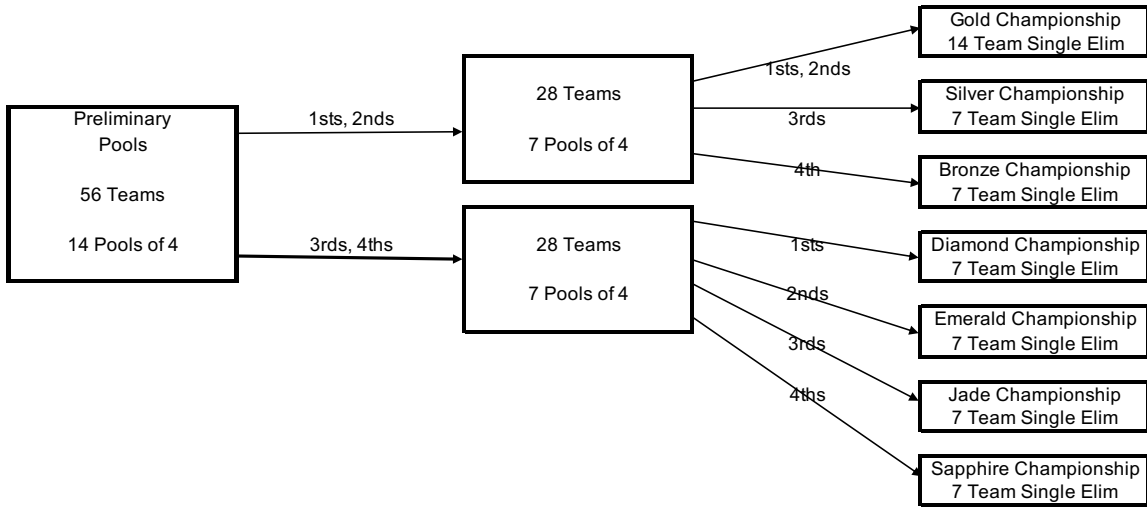 Preliminary
Pools
56 Teams
14 Pools of 4
1sts, 2nds
3rds, 4ths
28 Teams
7 Pools of 4
28 Teams
7 Pools of 4
1sts, 2nds
3rds
4th
1sts
2nds
3rds
4ths
Gold Championship
14 Team Single Elim
Silver Championship
7 Team Single Elim
Bronze Championship
7 Team Single Elim
Diamond Championship
7 Team Single Elim
Emerald Championship
7 Team Single Elim
Jade Championship
7 Team Single Elim
Sapphire Championship
7 Team Single Elim